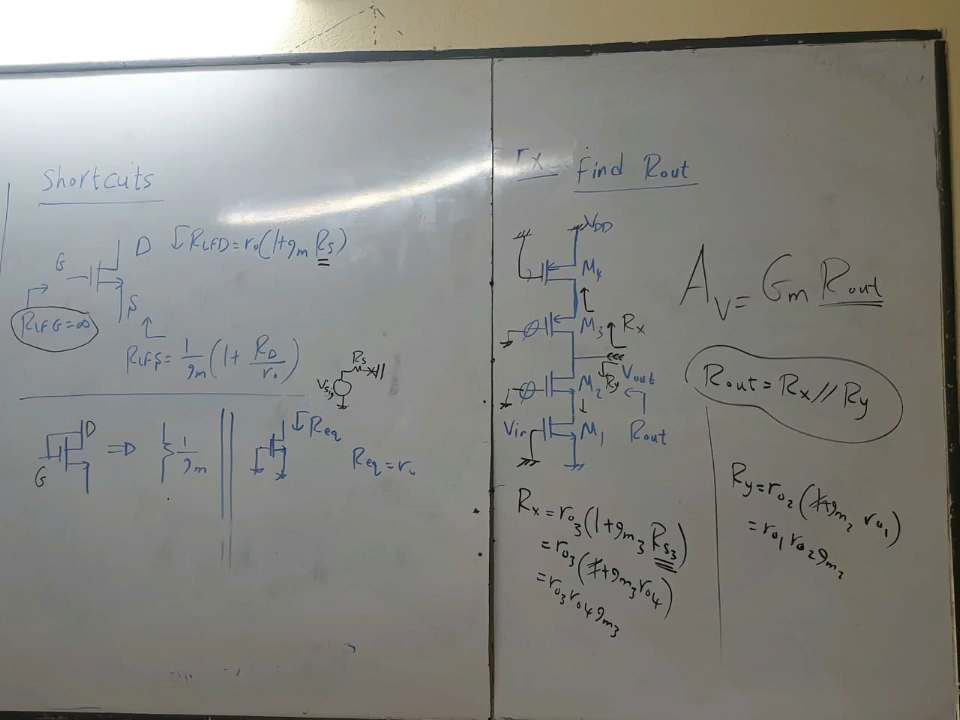 Shortcuts
G
D
S
↓ RLFD = ro(1+gm Rs)
RLFG = ∞
RLFS = 1/gm (1 + RD/ro)
Rs
Vsig
D
G
⇒
1/gm
↓ Req
Req = ro
Ex Find Rout
VDD
M4
M3
↑ Rx
Ry
Vout
M2
Vin
M1
Rout
Av = Gm Rout
Rout = Rx // Ry
Rx = ro3 (1+gm3 RS3)
= ro3 (1+gm3 ro4)
= ro3 ro4 gm3
Ry = ro2 (1+gm2 ro1)
= ro1 ro2 gm2